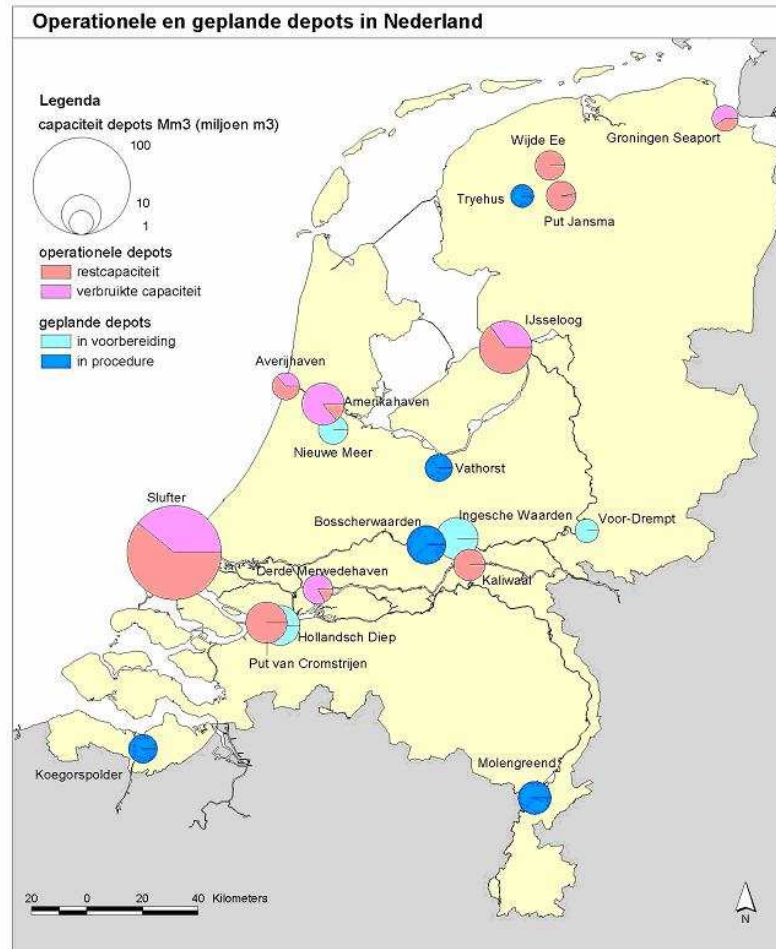 Operationele en geplande depots in Nederland
Legenda
capaciteit depots Mm3 (miljoen m3)
100
10
1
operationele depots
restcapaciteit
verbruikte capaciteit
geplande depots
in voorbereiding
in procedure
Groningen Seaport
Wijde Ee
Tryehus
Put Jansma
IJsseloog
Averijhaven
Amerikahaven
Nieuwe Meer
Vathorst
Slufter
Bosscherwaarden
Ingesche Waarden
Voor-Drempt
Derde Merwedehaven
Kaliwaal
Hollandsch Diep
Put van Cromstrijen
Koegorspolder
Molengreend
20 0 20 40 Kilometers
N